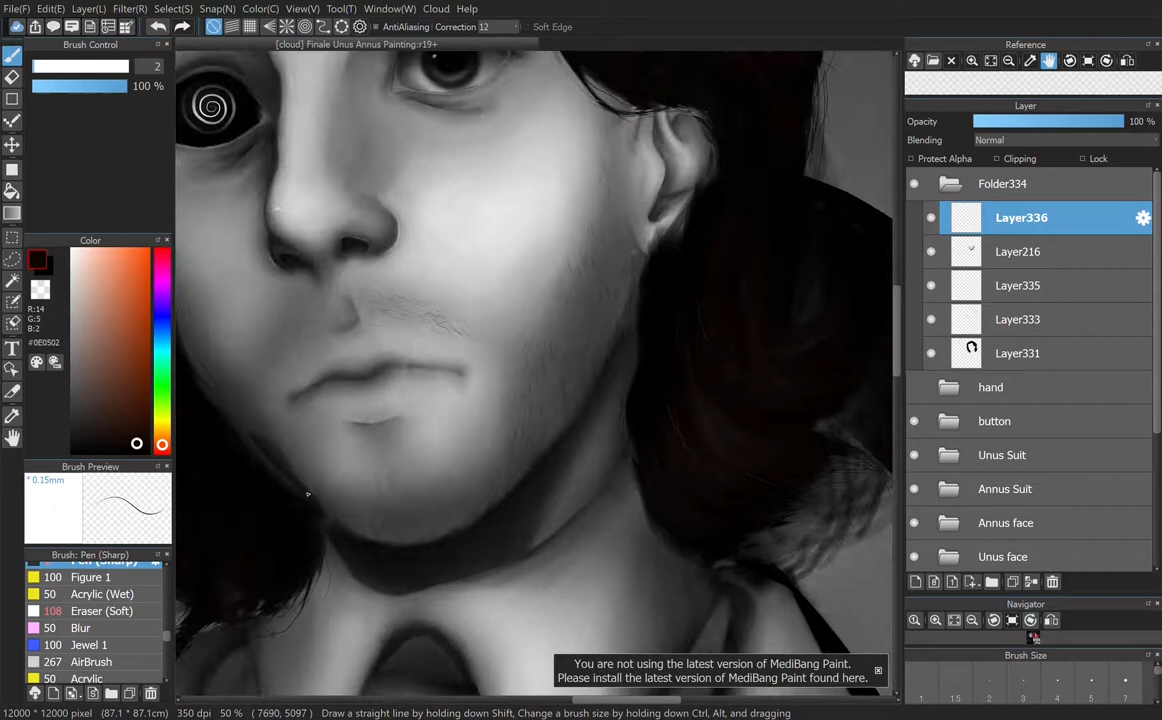 File(F) Edit(E) Layer(L) Filter(R) Select(S) Snap(N) Color(C) View(V) Tool(T) Window(W) Cloud Help
AntiAliasing Correction 12 Soft Edge
[cloud] Finale Unus Annus Painting:r19+
Brush Control
2
100 %
Color
R:14
G:5
B:2
#0E0502
Brush Preview
* 0.15mm
Brush: Pen (Sharp)
Pen (Sharp)
100 Figure 1
50 Acrylic (Wet)
108 Eraser (Soft)
50 Blur
100 Jewel 1
267 AirBrush
50 Acrylic
Reference
Layer
Opacity 100 %
Blending Normal
Protect Alpha Clipping Lock
Folder334
Layer336
Layer216
Layer335
Layer333
Layer331
hand
button
Unus Suit
Annus Suit
Annus face
Unus face
Navigator
Brush Size
1 1.5 2 3 4 5 7
You are not using the latest version of MediBang Paint.
Please install the latest version of MediBang Paint found here.
12000 * 12000 pixel (87.1 * 87.1cm) 350 dpi 50 % ( 7690, 5097 ) Draw a straight line by holding down Shift, Change a brush size by holding down Ctrl, Alt, and dragging